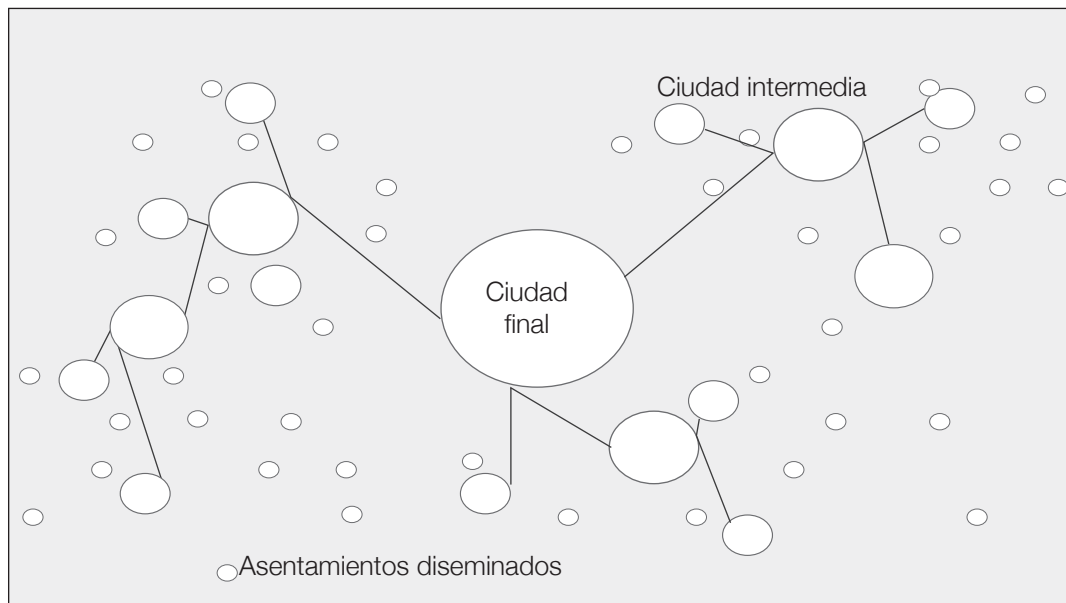 Ciudad intermedia
Ciudad
final
Asentamientos diseminados